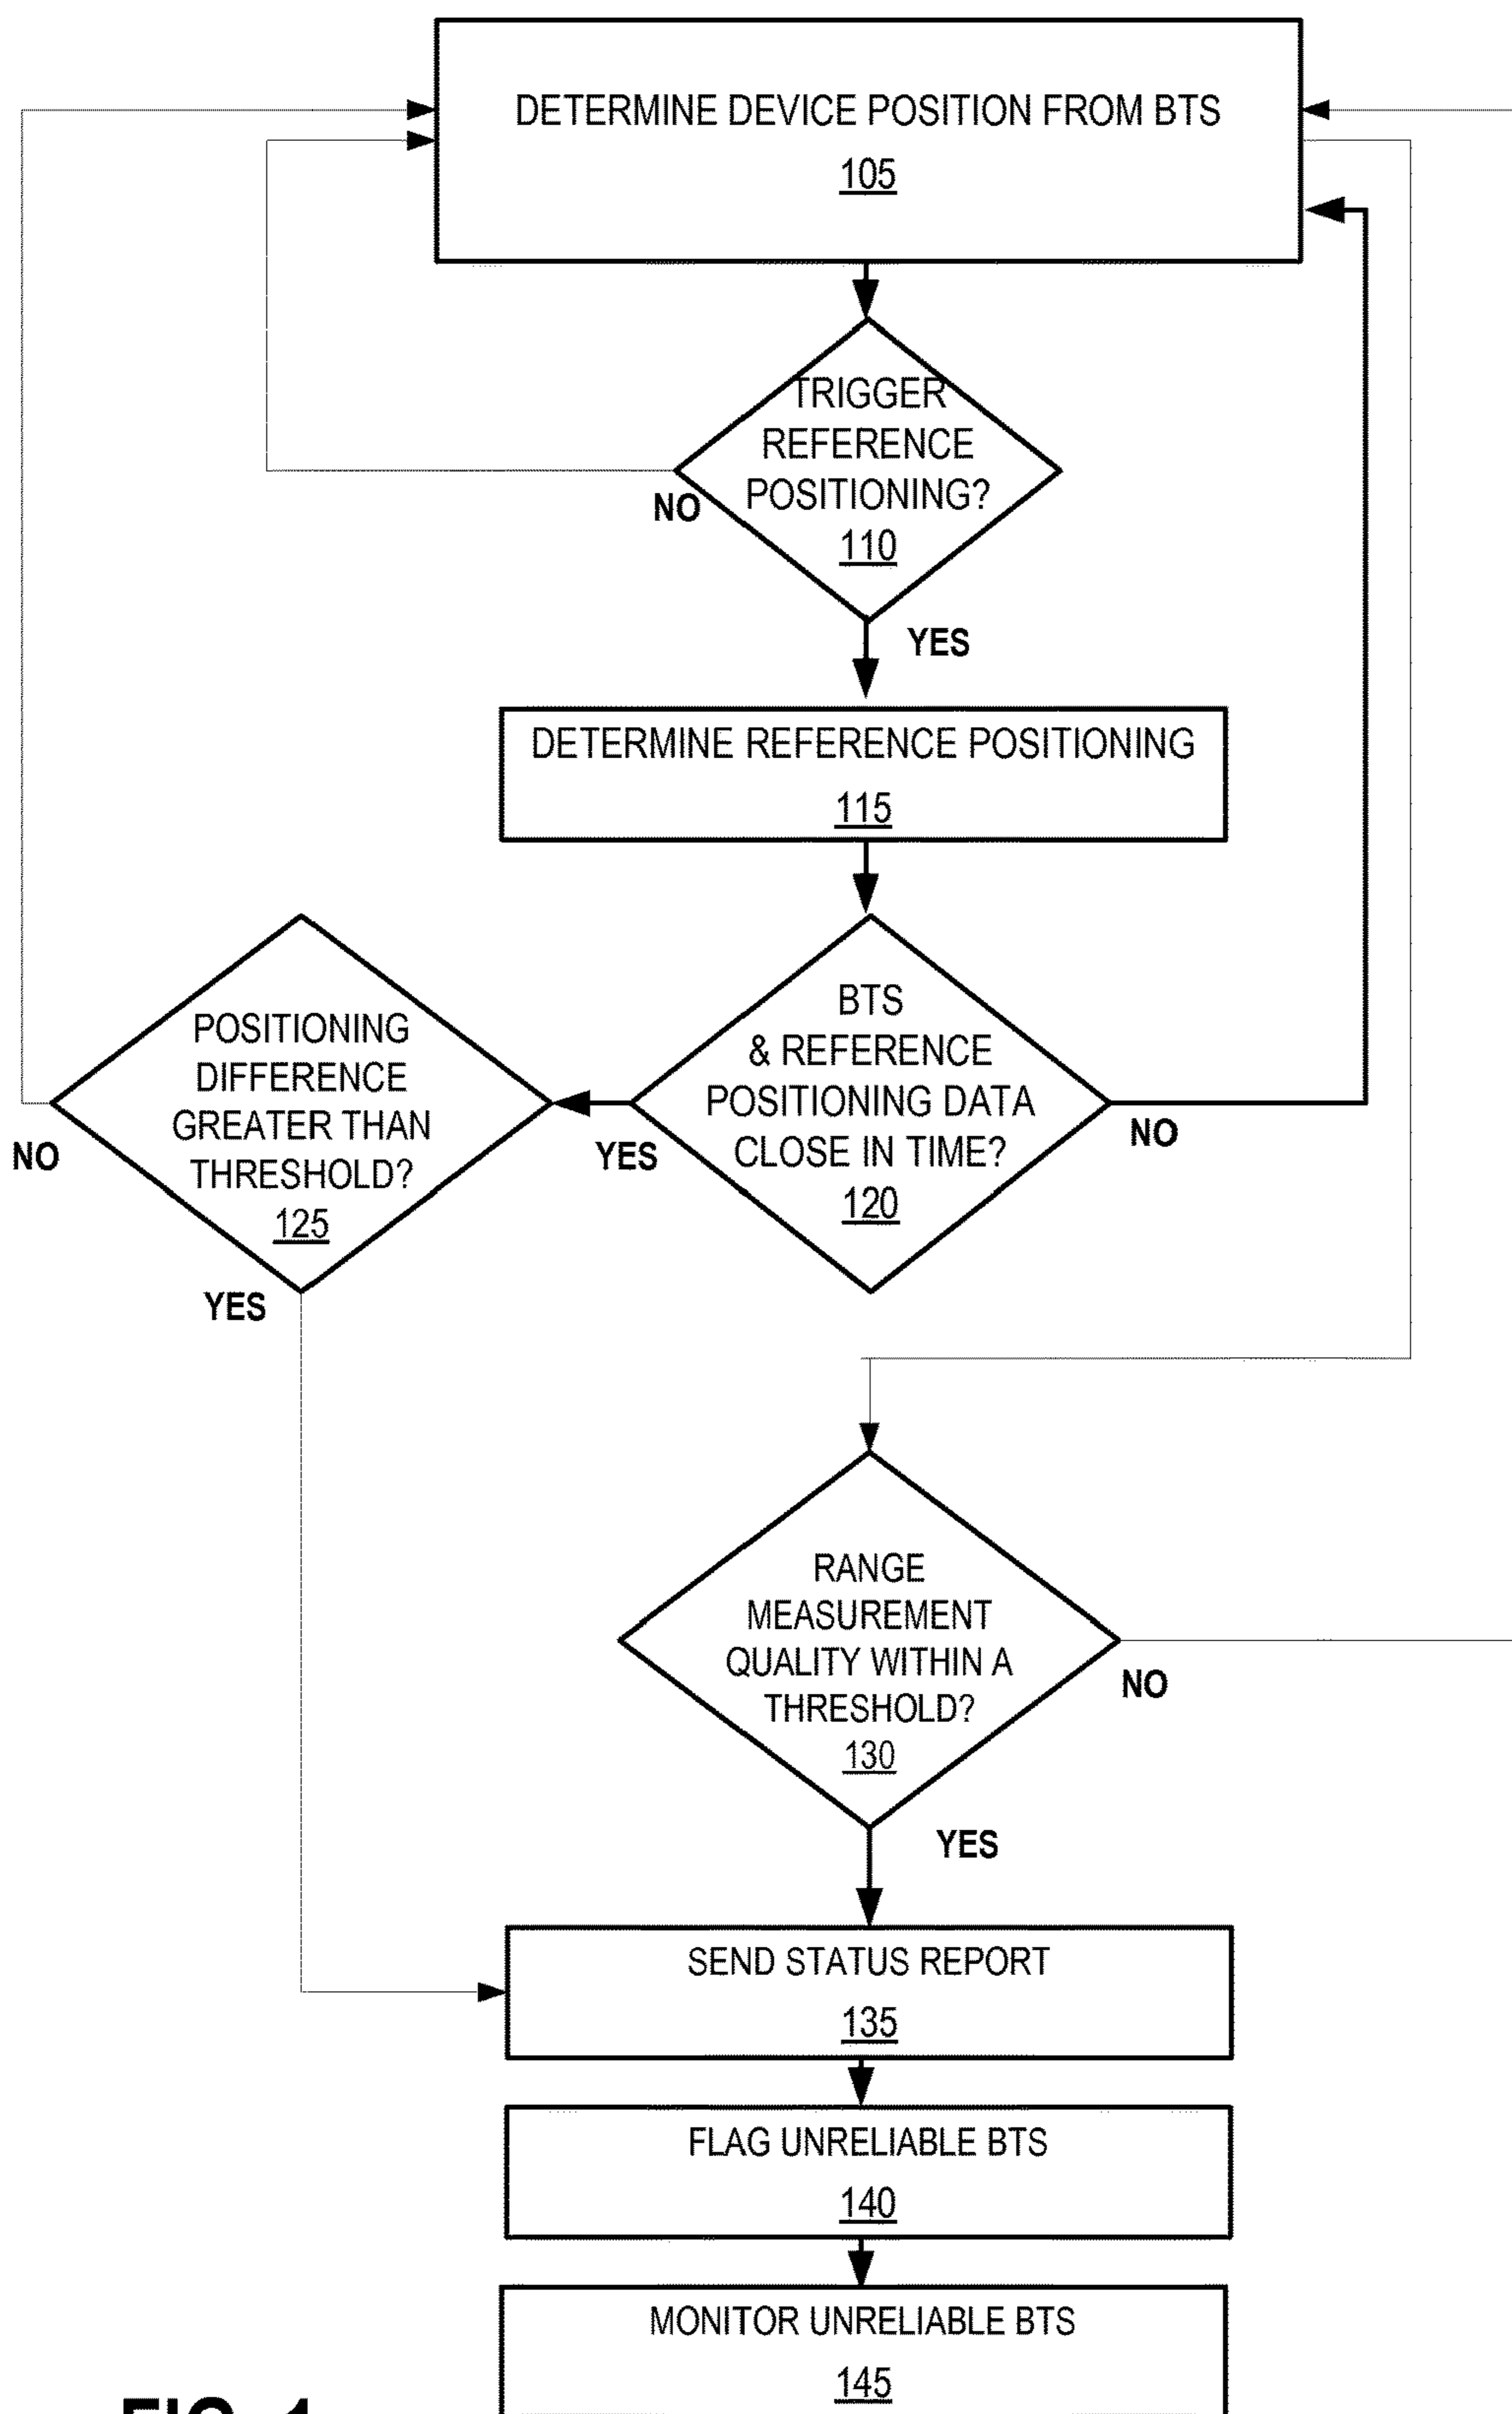 DETERMINE DEVICE POSITION FROM BTS
105
TRIGGER
REFERENCE
POSITIONING?
110
NO
YES
DETERMINE REFERENCE POSITIONING
115
POSITIONING
DIFFERENCE
GREATER THAN
THRESHOLD?
125
NO
YES
BTS
& REFERENCE
POSITIONING DATA
CLOSE IN TIME?
120
YES
NO
RANGE
MEASUREMENT
QUALITY WITHIN A
THRESHOLD?
130
NO
YES
SEND STATUS REPORT
135
FLAG UNRELIABLE BTS
140
MONITOR UNRELIABLE BTS
145
FIG. 1